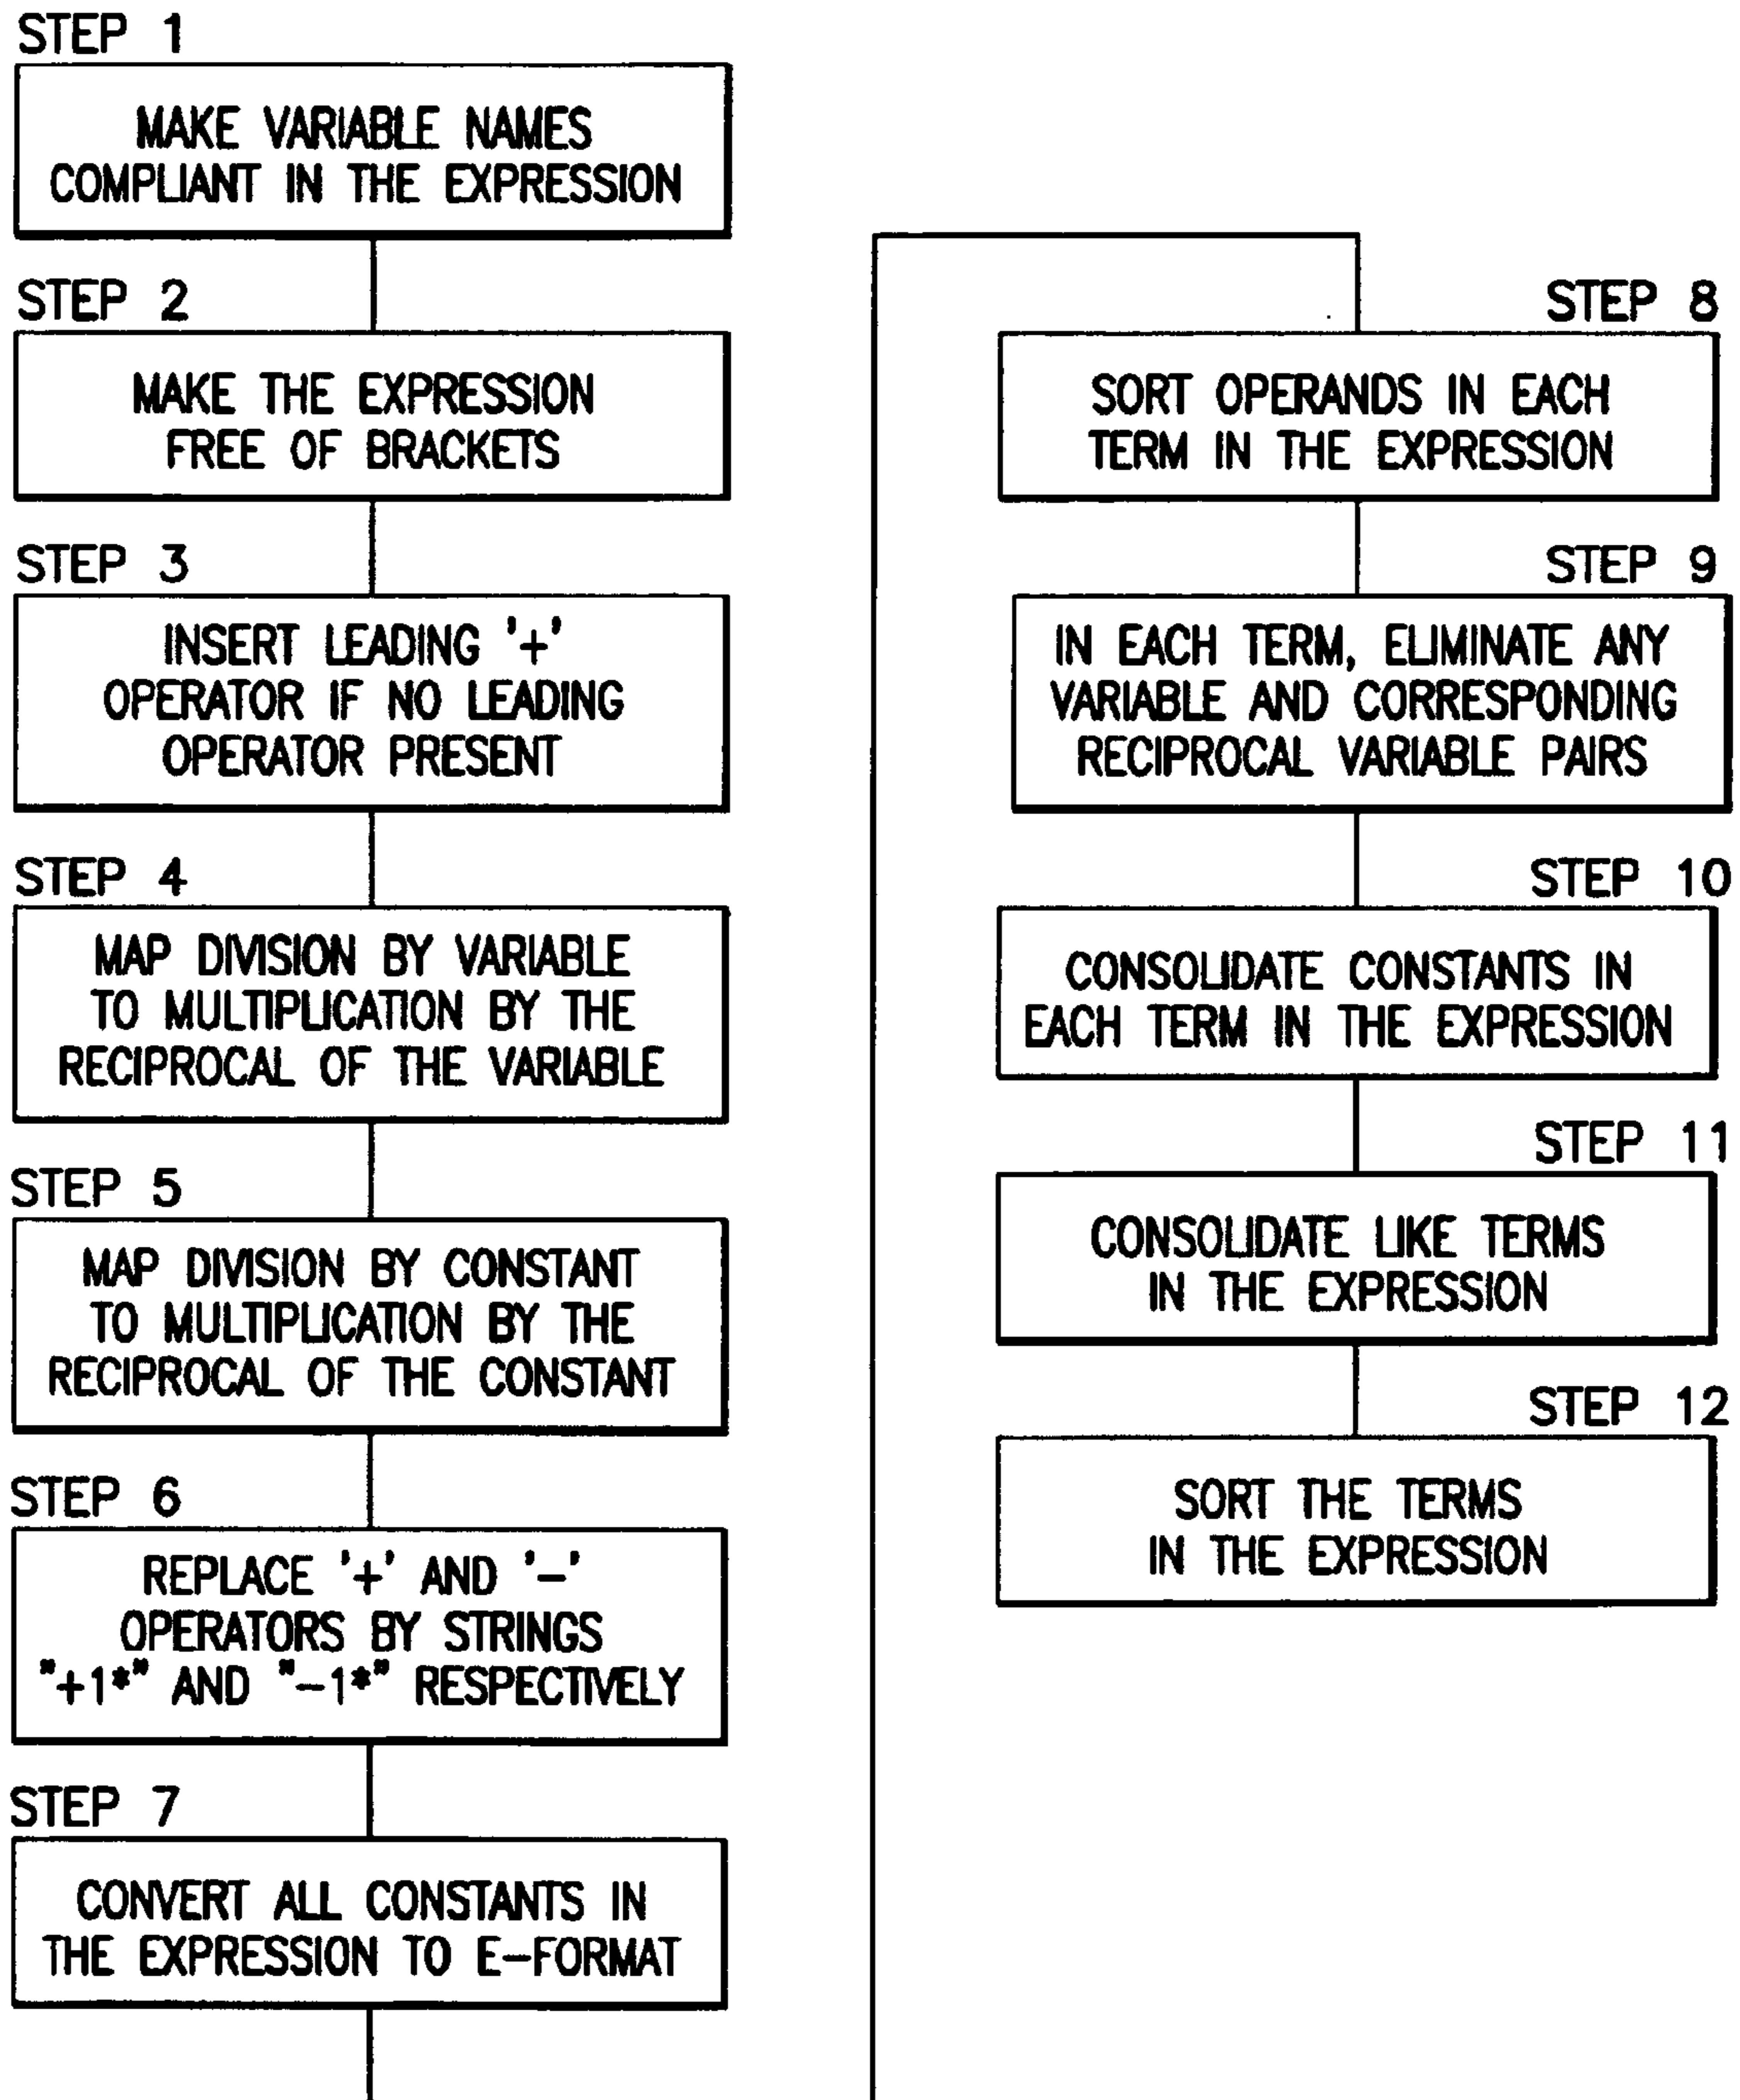 STEP 1
MAKE VARIABLE NAMES
COMPLIANT IN THE EXPRESSION
STEP 2
MAKE THE EXPRESSION
FREE OF BRACKETS
STEP 3
INSERT LEADING '+'
OPERATOR IF NO LEADING
OPERATOR PRESENT
STEP 4
MAP DIVISION BY VARIABLE
TO MULTIPLICATION BY THE
RECIPROCAL OF THE VARIABLE
STEP 5
MAP DIVISION BY CONSTANT
TO MULTIPLICATION BY THE
RECIPROCAL OF THE CONSTANT
STEP 6
REPLACE '+' AND '-'
OPERATORS BY STRINGS
"+1*" AND "-1*" RESPECTIVELY
STEP 7
CONVERT ALL CONSTANTS IN
THE EXPRESSION TO E-FORMAT
STEP 8
SORT OPERANDS IN EACH
TERM IN THE EXPRESSION
STEP 9
IN EACH TERM, ELIMINATE ANY
VARIABLE AND CORRESPONDING
RECIPROCAL VARIABLE PAIRS
STEP 10
CONSOLIDATE CONSTANTS IN
EACH TERM IN THE EXPRESSION
STEP 11
CONSOLIDATE LIKE TERMS
IN THE EXPRESSION
STEP 12
SORT THE TERMS
IN THE EXPRESSION